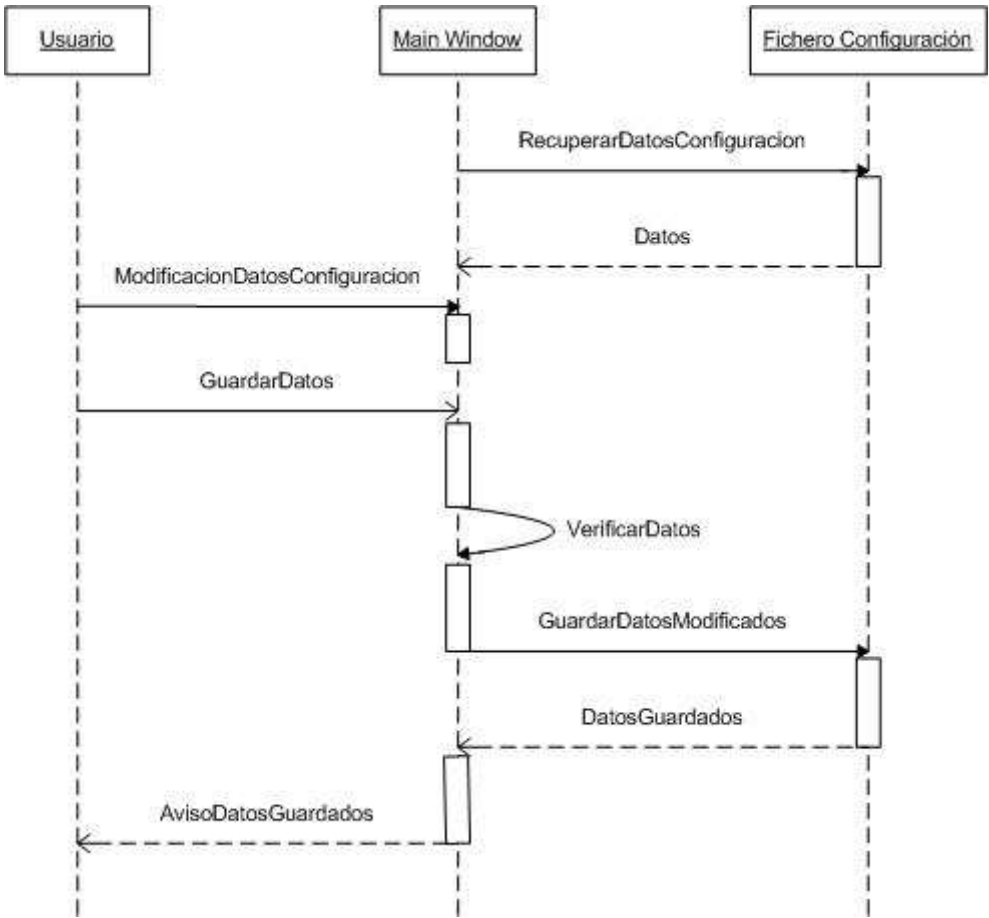 Usuario
Main Window
Fichero Configuración
RecuperarDatosConfiguracion
Datos
ModificacionDatosConfiguracion
GuardarDatos
VerificarDatos
GuardarDatosModificados
DatosGuardados
AvisoDatosGuardados